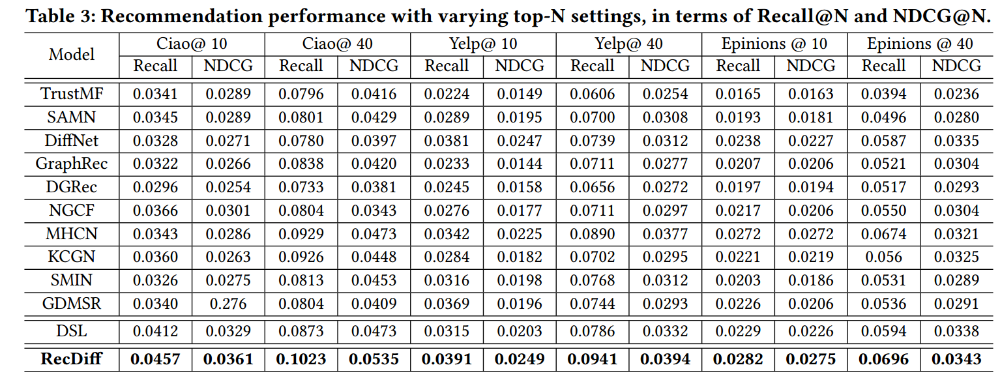 Table 3: Recommendation performance with varying top-N settings, in terms of Recall@N and NDCG@N.
Model Ciao@ 10 Ciao@ 40 Yelp@ 10 Yelp@ 40 Epinions @ 10 Epinions @ 40
Recall NDCG Recall NDCG Recall NDCG Recall NDCG Recall NDCG Recall NDCG
TrustMF 0.0341 0.0289 0.0796 0.0416 0.0224 0.0149 0.0606 0.0254 0.0165 0.0163 0.0394 0.0236
SAMN 0.0345 0.0289 0.0801 0.0429 0.0289 0.0195 0.0700 0.0308 0.0193 0.0181 0.0496 0.0280
DiffNet 0.0328 0.0271 0.0780 0.0397 0.0381 0.0247 0.0739 0.0312 0.0238 0.0227 0.0587 0.0335
GraphRec 0.0322 0.0266 0.0838 0.0420 0.0233 0.0144 0.0711 0.0277 0.0207 0.0206 0.0521 0.0304
DGRec 0.0296 0.0254 0.0733 0.0381 0.0245 0.0158 0.0656 0.0272 0.0197 0.0194 0.0517 0.0293
NGCF 0.0366 0.0301 0.0804 0.0343 0.0276 0.0177 0.0711 0.0297 0.0217 0.0206 0.0550 0.0304
MHCN 0.0343 0.0286 0.0929 0.0473 0.0342 0.0225 0.0890 0.0377 0.0272 0.0272 0.0674 0.0321
KCGN 0.0360 0.0263 0.0926 0.0448 0.0284 0.0182 0.0702 0.0295 0.0221 0.0219 0.056 0.0325
SMIN 0.0326 0.0275 0.0813 0.0453 0.0316 0.0198 0.0768 0.0312 0.0203 0.0186 0.0531 0.0289
GDMSR 0.0340 0.276 0.0804 0.0409 0.0369 0.0196 0.0744 0.0293 0.0226 0.0206 0.0536 0.0291
DSL 0.0412 0.0329 0.0873 0.0473 0.0315 0.0203 0.0786 0.0332 0.0229 0.0226 0.0594 0.0338
RecDiff 0.0457 0.0361 0.1023 0.0535 0.0391 0.0249 0.0941 0.0394 0.0282 0.0275 0.0696 0.0343